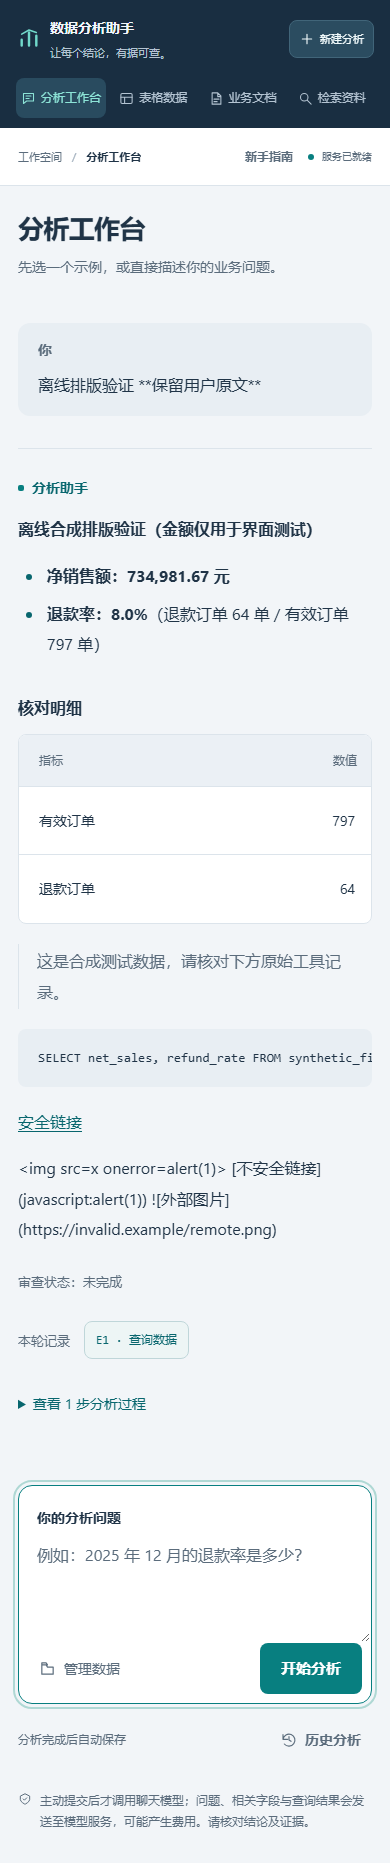 数据分析助手
让每个结论，有据可查。
新建分析
分析工作台
表格数据
业务文档
检索资料
工作空间 / 分析工作台
新手指南
服务已就绪
分析工作台
先选一个示例，或直接描述你的业务问题。
你
离线排版验证 **保留用户原文**
分析助手
离线合成排版验证（金额仅用于界面测试）
净销售额：734,981.67 元
退款率：8.0%（退款订单 64 单 / 有效订单
797 单）
核对明细
指标 数值
有效订单 797
退款订单 64
这是合成测试数据，请核对下方原始工具记
录。
SELECT net_sales, refund_rate FROM synthetic_fi
安全链接
<img src=x onerror=alert(1)> [不安全链接]
(javascript:alert(1)) ![外部图片]
(https://invalid.example/remote.png)
审查状态：未完成
本轮记录
E1 · 查询数据
查看 1 步分析过程
你的分析问题
例如：2025 年 12 月的退款率是多少？
管理数据
开始分析
分析完成后自动保存
历史分析
主动提交后才调用聊天模型；问题、相关字段与查询结果会发
送至模型服务，可能产生费用。请核对结论及证据。